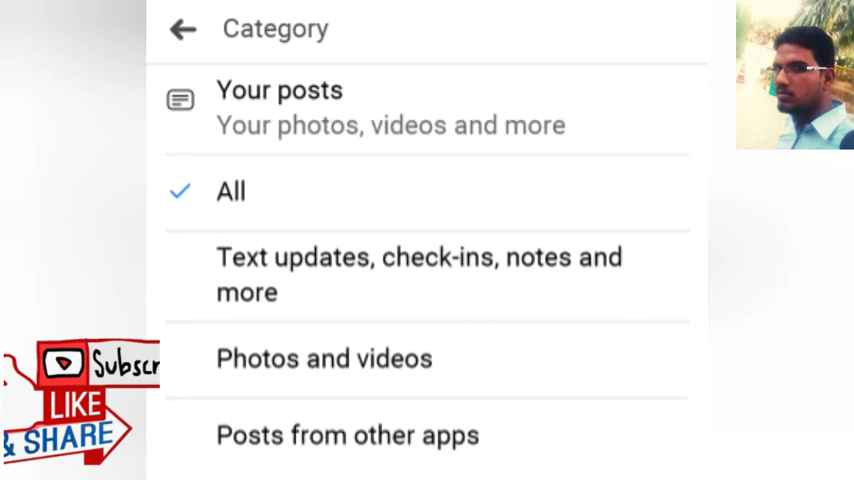 Category
Your posts
Your photos, videos and more
All
Text updates, check-ins, notes and
more
Photos and videos
Posts from other apps
Subscr
LIKE
& SHARE